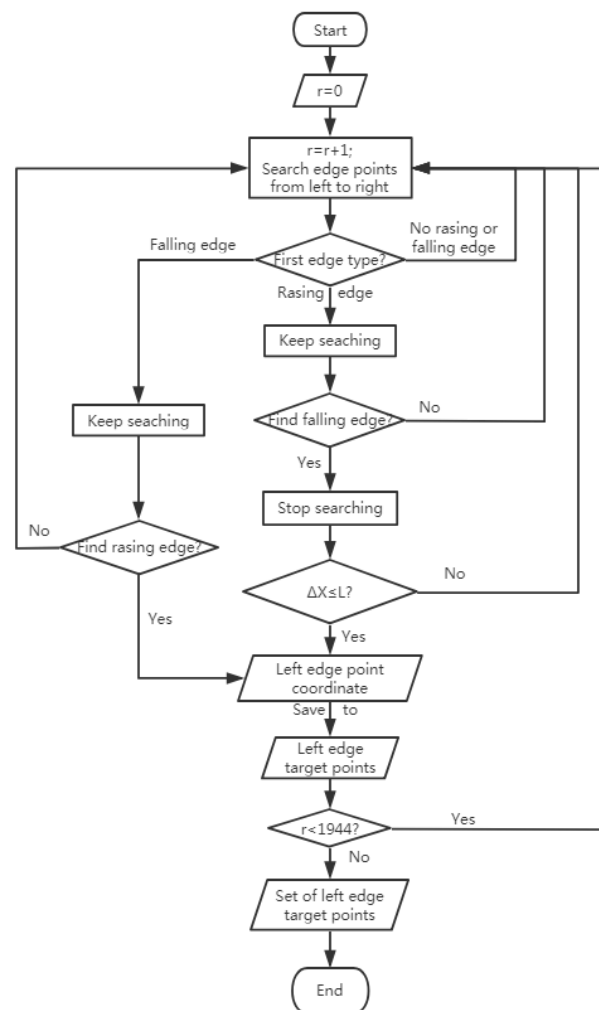 Start
r=0
r=r+1;
Search edge points
from left to right
Falling edge
No rasing or
falling edge
First edge type?
Rasing edge
Keep seaching
Keep seaching
Find falling edge?
No
Yes
Stop searching
No
Find rasing edge?
ΔX≤L?
No
Yes
Yes
Left edge point
coordinate
Save to
Left edge
target points
r<1944?
Yes
No
Set of left edge
target points
End